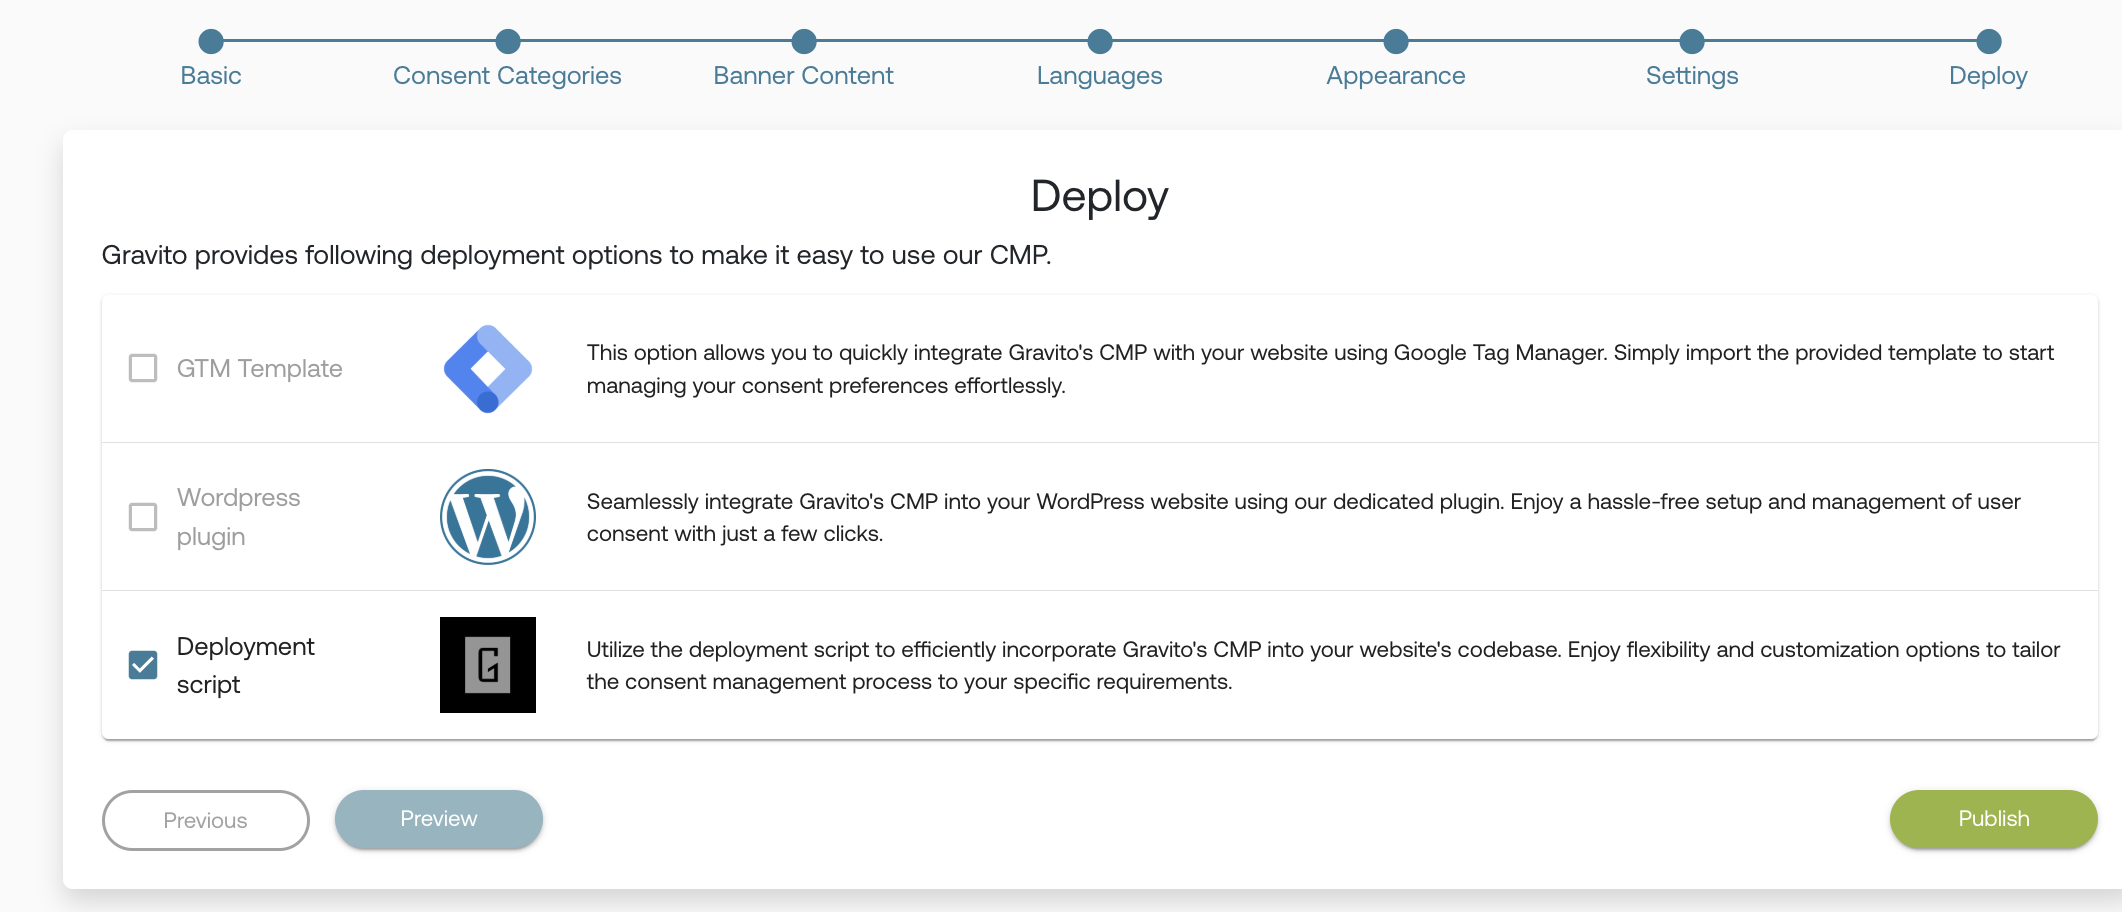 Basic
Consent Categories
Banner Content
Languages
Appearance
Settings
Deploy
Deploy
Gravito provides following deployment options to make it easy to use our CMP.
GTM Template
This option allows you to quickly integrate Gravito's CMP with your website using Google Tag Manager. Simply import the provided template to start
managing your consent preferences effortlessly.
Wordpress
plugin
Seamlessly integrate Gravito's CMP into your WordPress website using our dedicated plugin. Enjoy a hassle-free setup and management of user
consent with just a few clicks.
Deployment
script
G
Utilize the deployment script to efficiently incorporate Gravito's CMP into your website's codebase. Enjoy flexibility and customization options to tailor
the consent management process to your specific requirements.
Previous
Preview
Publish